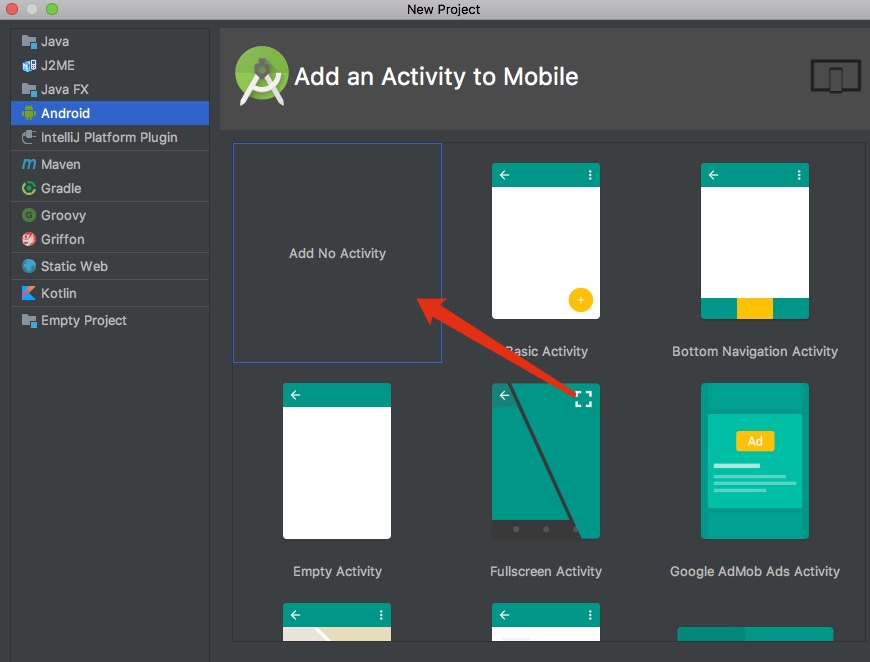 New Project
Java
J2ME
Java FX
Android
IntelliJ Platform Plugin
Maven
Gradle
Groovy
Griffon
Static Web
Kotlin
Empty Project
Add an Activity to Mobile
Add No Activity
Basic Activity
Bottom Navigation Activity
Ad
Empty Activity
Fullscreen Activity
Google AdMob Ads Activity